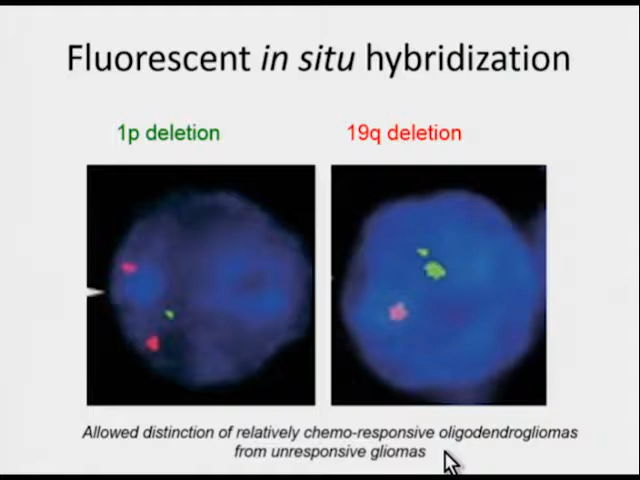 Fluorescent in situ hybridization
1p deletion
19q deletion
Allowed distinction of relatively chemo-responsive oligodendrogliomas
from unresponsive gliomas